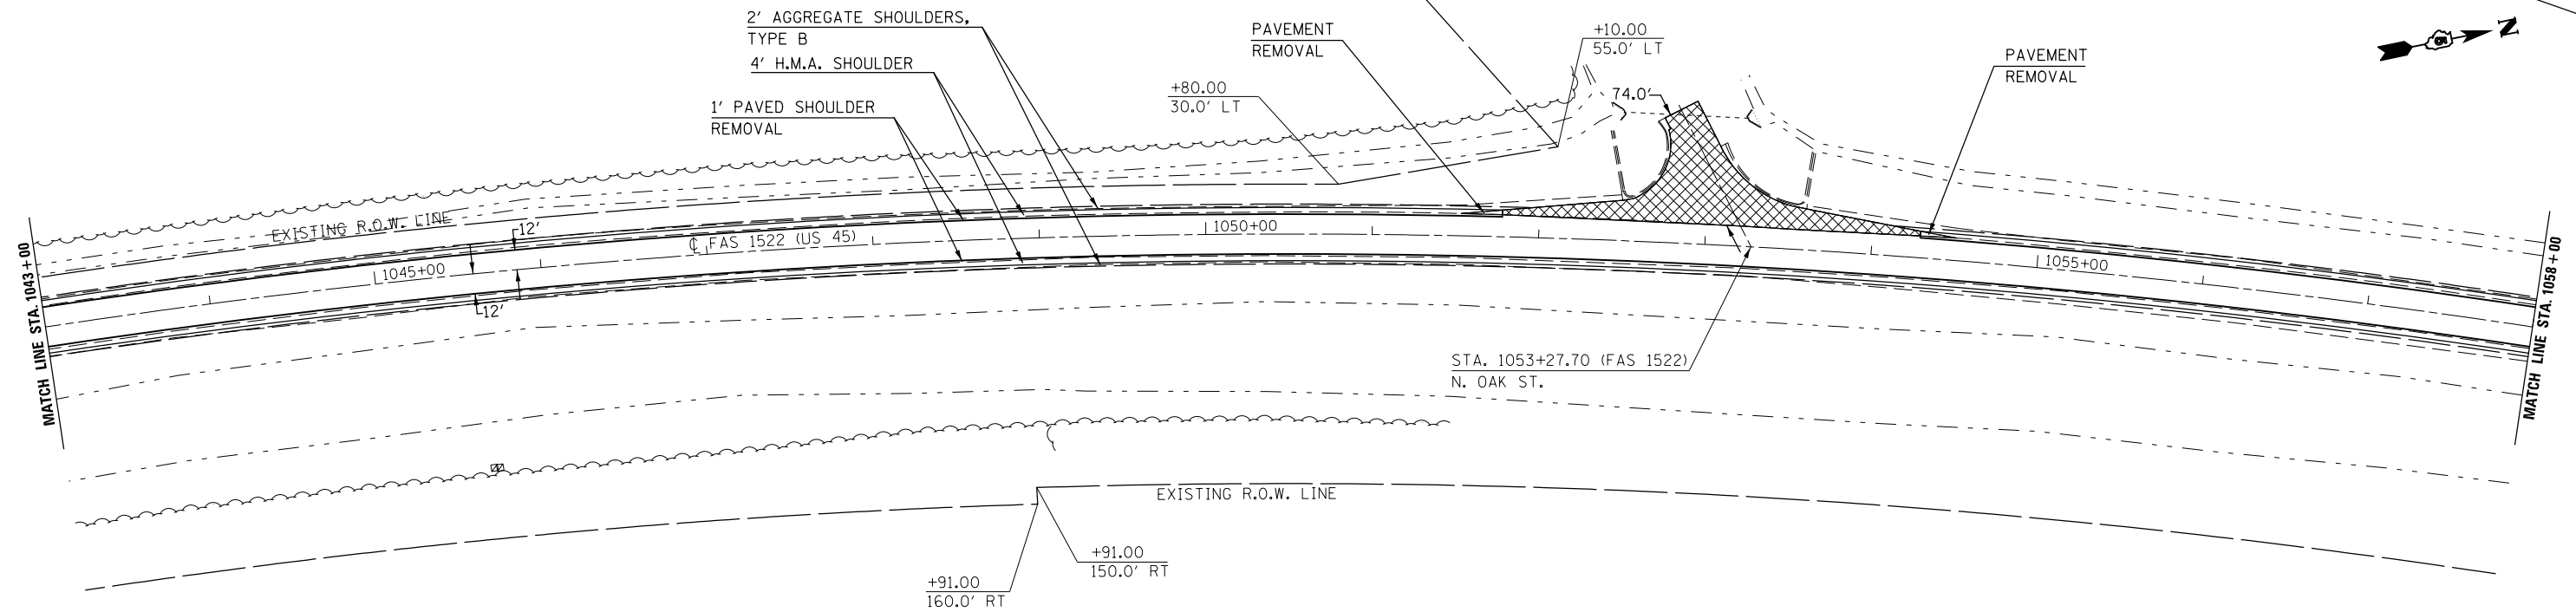 2' AGGREGATE SHOULDERS,
TYPE B
4' H.M.A. SHOULDER
1' PAVED SHOULDER
REMOVAL
PAVEMENT
REMOVAL
+80.00
30.0' LT
+10.00
55.0' LT
74.0'
PAVEMENT
REMOVAL
N
MATCH LINE STA. 1043+00
EXISTING R.O.W. LINE
12'
12'
1045+00
℄ FAS 1522 (US 45)
1050+00
1055+00
MATCH LINE STA. 1058+00
STA. 1053+27.70 (FAS 1522)
N. OAK ST.
EXISTING R.O.W. LINE
+91.00
150.0' RT
+91.00
160.0' RT